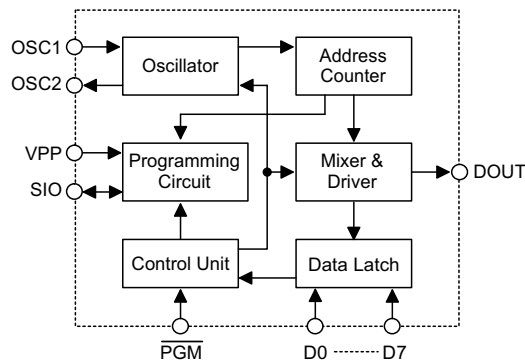 OSC1
OSC2
Oscillator
Address
Counter
VPP
SIO
Programming
Circuit
Mixer &
Driver
DOUT
Control Unit
Data Latch
PGM
D0
D7